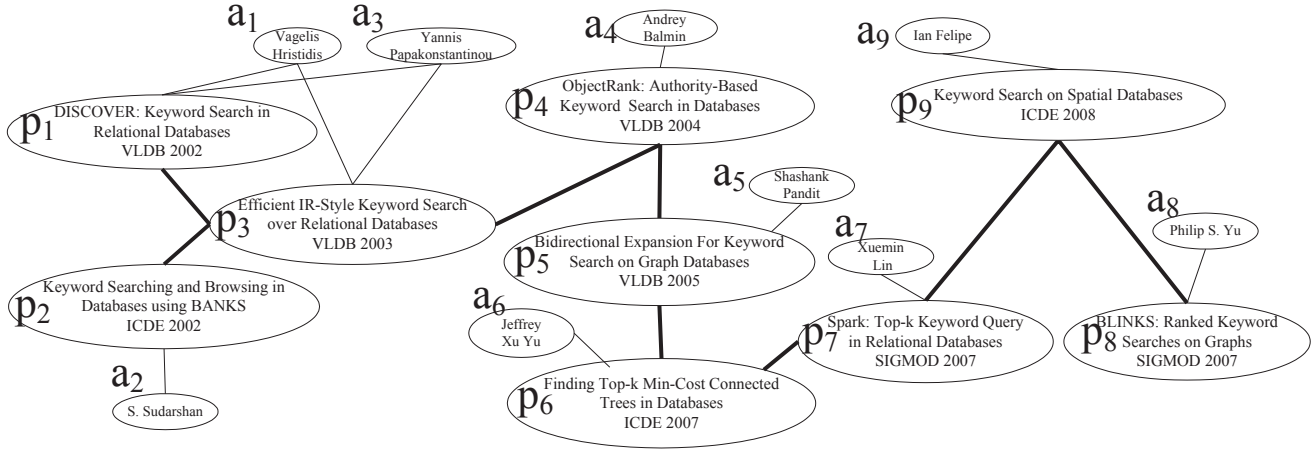 a1
Vagelis
Hristidis
a3
Yannis
Papakonstantinou
a4
Andrey
Balmin
a9
Ian Felipe
p1
DISCOVER: Keyword Search in
Relational Databases
VLDB 2002
p4
ObjectRank: Authority-Based
Keyword Search in Databases
VLDB 2004
p9
Keyword Search on Spatial Databases
ICDE 2008
a5
Shashank
Pandit
p3
Efficient IR-Style Keyword Search
over Relational Databases
VLDB 2003
p5
Bidirectional Expansion For Keyword
Search on Graph Databases
VLDB 2005
a7
Xuemin
Lin
a8
Philip S. Yu
p2
Keyword Searching and Browsing in
Databases using BANKS
ICDE 2002
a6
Jeffrey
Xu Yu
p7
Spark: Top-k Keyword Query
in Relational Databases
SIGMOD 2007
p8
BLINKS: Ranked Keyword
Searches on Graphs
SIGMOD 2007
a2
S. Sudarshan
p6
Finding Top-k Min-Cost Connected
Trees in Databases
ICDE 2007